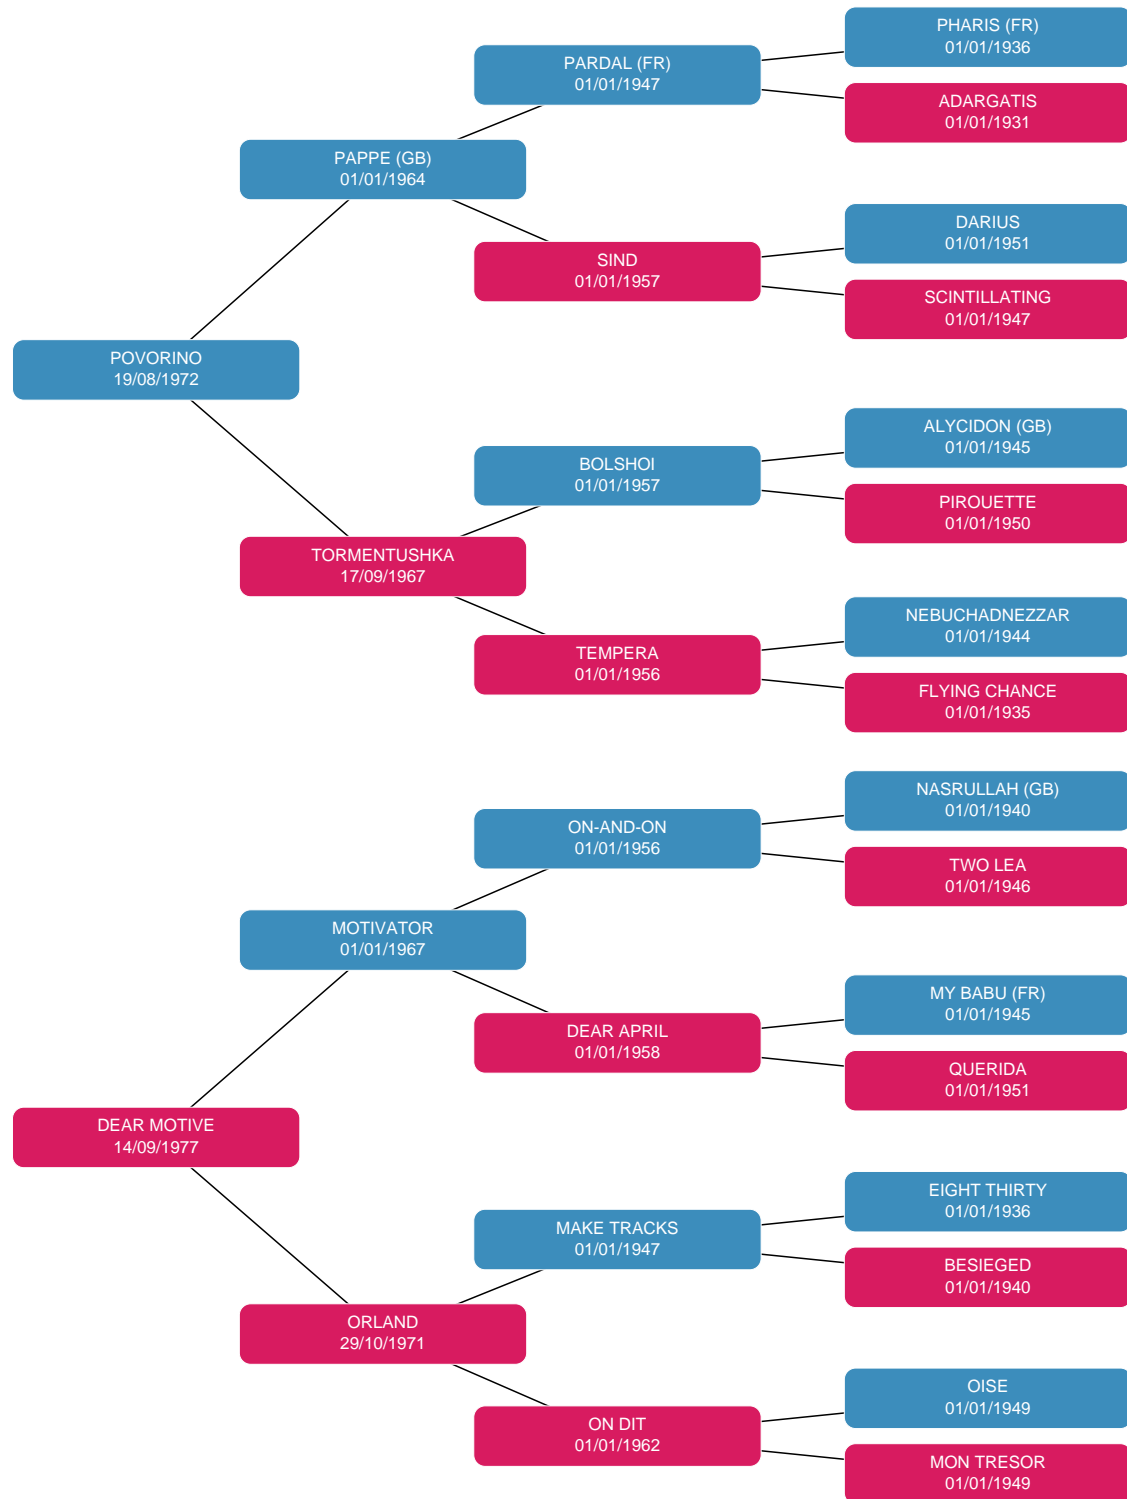 PHARIS (FR)
01/01/1936
PARDAL (FR)
01/01/1947
ADARGATIS
01/01/1931
PAPPE (GB)
01/01/1964
DARIUS
01/01/1951
SIND
01/01/1957
SCINTILLATING
01/01/1947
POVORINO
19/08/1972
ALYCIDON (GB)
01/01/1945
BOLSHOI
01/01/1957
PIROUETTE
01/01/1950
TORMENTUSHKA
17/09/1967
NEBUCHADNEZZAR
01/01/1944
TEMPERA
01/01/1956
FLYING CHANCE
01/01/1935
NASRULLAH (GB)
01/01/1940
ON-AND-ON
01/01/1956
TWO LEA
01/01/1946
MOTIVATOR
01/01/1967
MY BABU (FR)
01/01/1945
DEAR APRIL
01/01/1958
QUERIDA
01/01/1951
DEAR MOTIVE
14/09/1977
EIGHT THIRTY
01/01/1936
MAKE TRACKS
01/01/1947
BESIEGED
01/01/1940
ORLAND
29/10/1971
OISE
01/01/1949
ON DIT
01/01/1962
MON TRESOR
01/01/1949